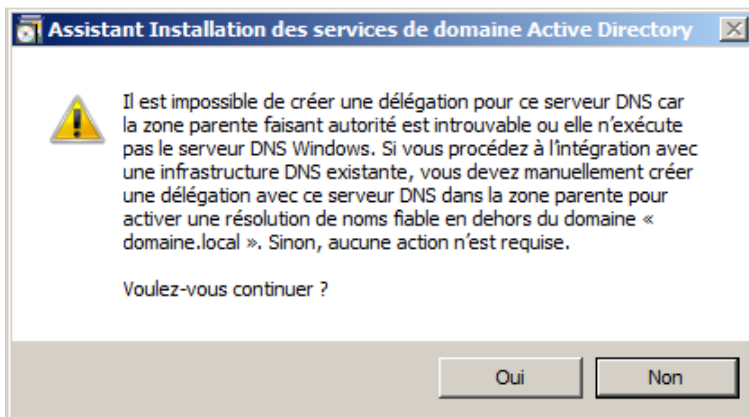 Assistant Installation des services de domaine Active Directory
Il est impossible de créer une délégation pour ce serveur DNS car
la zone parente faisant autorité est introuvable ou elle n'exécute
pas le serveur DNS Windows. Si vous procédez à l'intégration avec
une infrastructure DNS existante, vous devez manuellement créer
une délégation avec ce serveur DNS dans la zone parente pour
activer une résolution de noms fiable en dehors du domaine «
domaine.local ». Sinon, aucune action n'est requise.
Voulez-vous continuer ?
Oui
Non